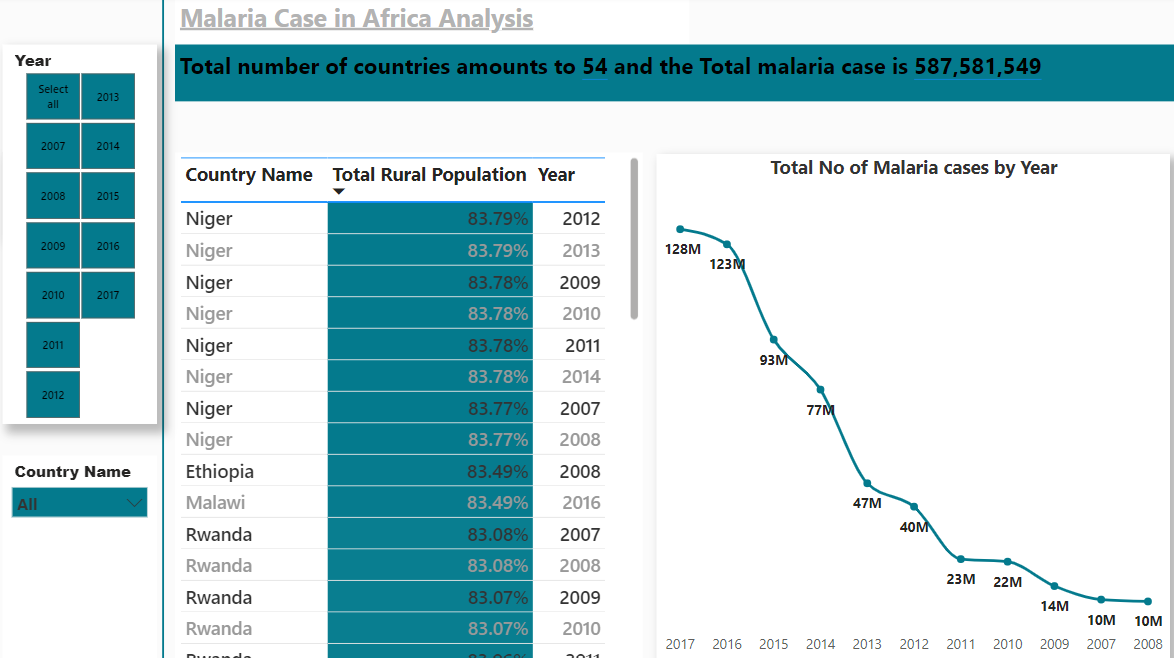 Malaria Case in Africa Analysis
Total number of countries amounts to 54 and the Total malaria case is 587,581,549
Year
Select all 2013
2007 2014
2008 2015
2009 2016
2010 2017
2011
2012
Country Name
All
Country Name Total Rural Population Year
Niger 83.79% 2012
Niger 83.79% 2013
Niger 83.78% 2009
Niger 83.78% 2010
Niger 83.78% 2011
Niger 83.78% 2014
Niger 83.77% 2007
Niger 83.77% 2008
Ethiopia 83.49% 2008
Malawi 83.49% 2016
Rwanda 83.08% 2007
Rwanda 83.08% 2008
Rwanda 83.07% 2009
Rwanda 83.07% 2010
Rwanda 83.06% 2011
Total No of Malaria cases by Year
128M
123M
93M
77M
47M
40M
23M
22M
14M
10M
10M
2017 2016 2015 2014 2013 2012 2011 2010 2009 2007 2008